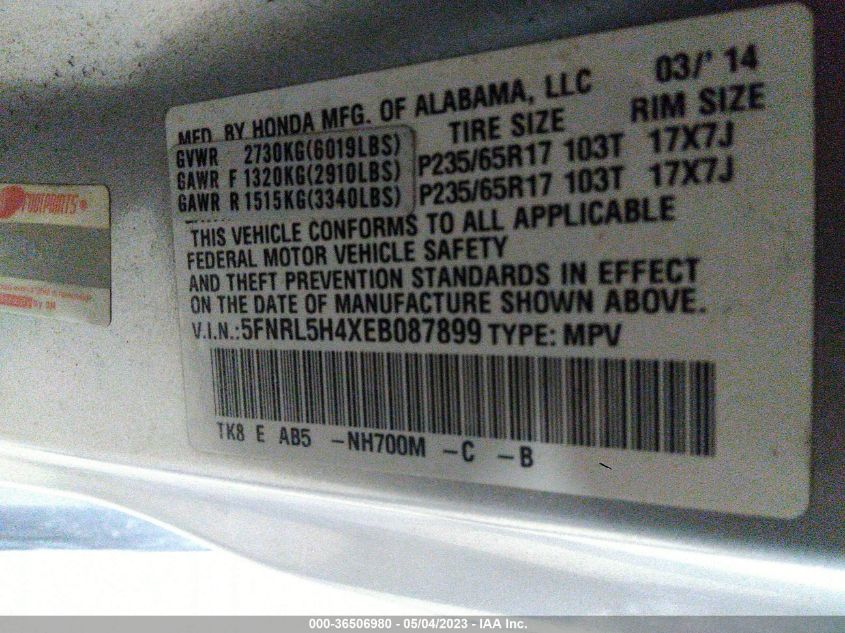 03/' 14
MFD. BY HONDA MFG. OF ALABAMA, LLC
TIRE SIZE RIM SIZE
GVWR 2730KG(6019LBS)
GAWR F 1320KG(2910LBS) P235/65R17 103T 17X7J
GAWR R 1515KG(3340LBS) P235/65R17 103T 17X7J
THIS VEHICLE CONFORMS TO ALL APPLICABLE
FEDERAL MOTOR VEHICLE SAFETY
AND THEFT PREVENTION STANDARDS IN EFFECT
ON THE DATE OF MANUFACTURE SHOWN ABOVE.
V.I.N.:5FNRL5H4XEB087899 TYPE: MPV
TK8 E AB5 -NH700M -C -B
000-36506980 - 05/04/2023 - IAA Inc.